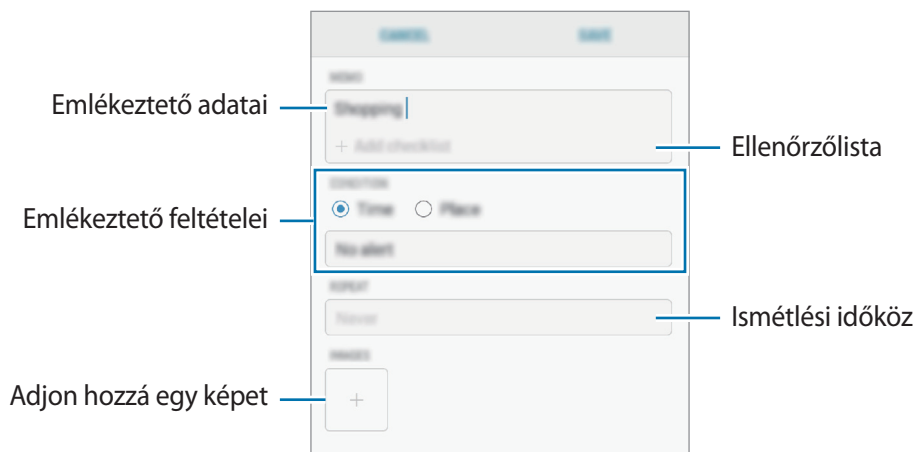 CANCEL
SAVE
MEMO
Emlékeztető adatai
Shopping
+ Add checklist
Ellenőrzőlista
CONDITION
Emlékeztető feltételei
Time
Place
No alert
REPEAT
Never
Ismétlési időköz
IMAGES
Adjon hozzá egy képet
+